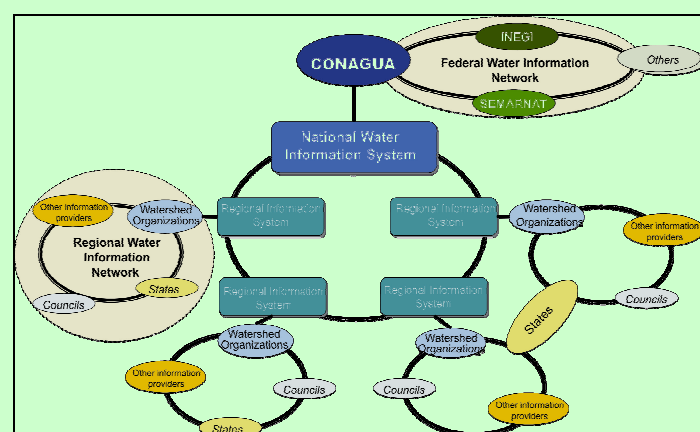 INEGI
CONAGUA
Federal Water Information
Network
Others
SEMARNAT
National Water
Information System
Other information
providers
Watershed
Organizations
Regional Information
System
Regional Information
System
Watershed
Organizations
Other information
providers
Regional Water
Information
Network
States
Councils
Regional Information
System
Regional Information
System
Councils
States
Watershed
Organizations
Watershed
Organizations
Other information
providers
Councils
Councils
Other information
providers
States